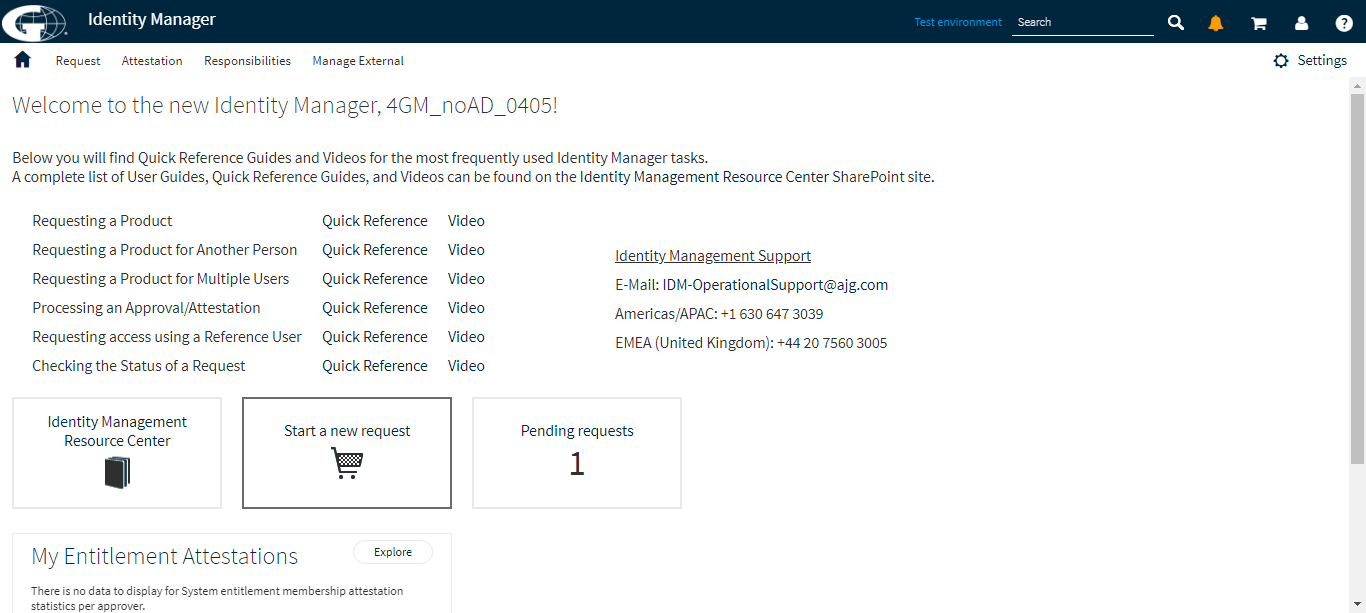 Identity Manager
Test environment
Search
Request Attestation Responsibilities Manage External
Settings
Welcome to the new Identity Manager, 4GM_noAD_0405!
Below you will find Quick Reference Guides and Videos for the most frequently used Identity Manager tasks.
A complete list of User Guides, Quick Reference Guides, and Videos can be found on the Identity Management Resource Center SharePoint site.
Requesting a Product Quick Reference Video
Requesting a Product for Another Person Quick Reference Video
Requesting a Product for Multiple Users Quick Reference Video
Processing an Approval/Attestation Quick Reference Video
Requesting access using a Reference User Quick Reference Video
Checking the Status of a Request Quick Reference Video
Identity Management Support
E-Mail: IDM-OperationalSupport@ajg.com
Americas/APAC: +1 630 647 3039
EMEA (United Kingdom): +44 20 7560 3005
Identity Management
Resource Center
Start a new request
Pending requests
1
My Entitlement Attestations
Explore
There is no data to display for System entitlement membership attestation
statistics per approver.